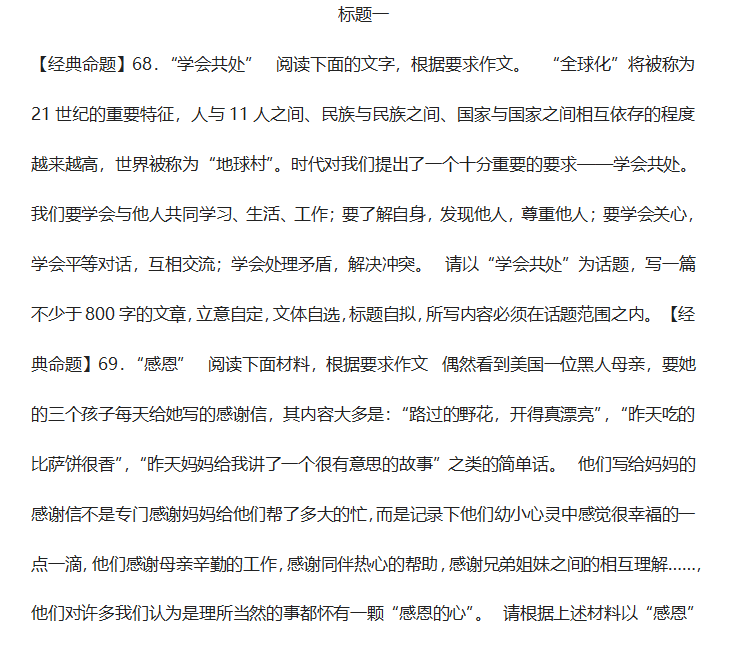 标题一
【经典命题】68.“学会共处” 阅读下面的文字，根据要求作文。 “全球化”将被称为
21世纪的重要特征，人与11人之间、民族与民族之间、国家与国家之间相互依存的程度
越来越高，世界被称为“地球村”。时代对我们提出了一个十分重要的要求——学会共处。
我们要学会与他人共同学习、生活、工作；要了解自身，发现他人，尊重他人；要学会关心，
学会平等对话，互相交流；学会处理矛盾，解决冲突。 请以“学会共处”为话题，写一篇
不少于800字的文章，立意自定，文体自选，标题自拟，所写内容必须在话题范围之内。【经
典命题】69.“感恩” 阅读下面材料，根据要求作文 偶然看到美国一位黑人母亲，要她
的三个孩子每天给她写的感谢信，其内容大多是：“路过的野花，开得真漂亮”，“昨天吃的
比萨饼很香”，“昨天妈妈给我讲了一个很有意思的故事”之类的简单话。 他们写给妈妈的
感谢信不是专门感谢妈妈给他们帮了多大的忙，而是记录下他们幼小心灵中感觉很幸福的一
点一滴，他们感谢母亲辛勤的工作，感谢同伴热心的帮助，感谢兄弟姐妹之间的相互理解……，
他们对许多我们认为是理所当然的事都怀有一颗“感恩的心”。 请根据上述材料以“感恩”